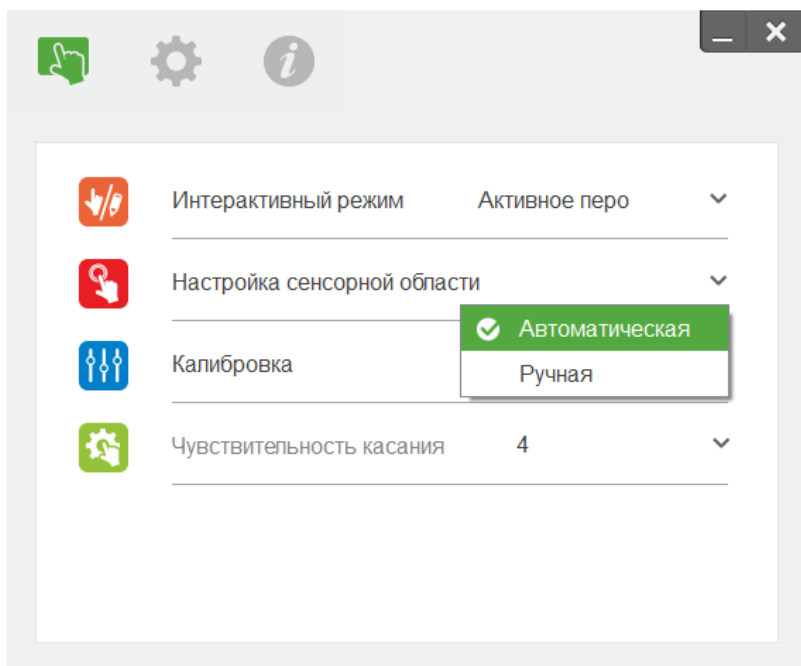 Интерактивный режим Активное перо
Настройка сенсорной области
Автоматическая
Калибровка
Ручная
Чувствительность касания 4